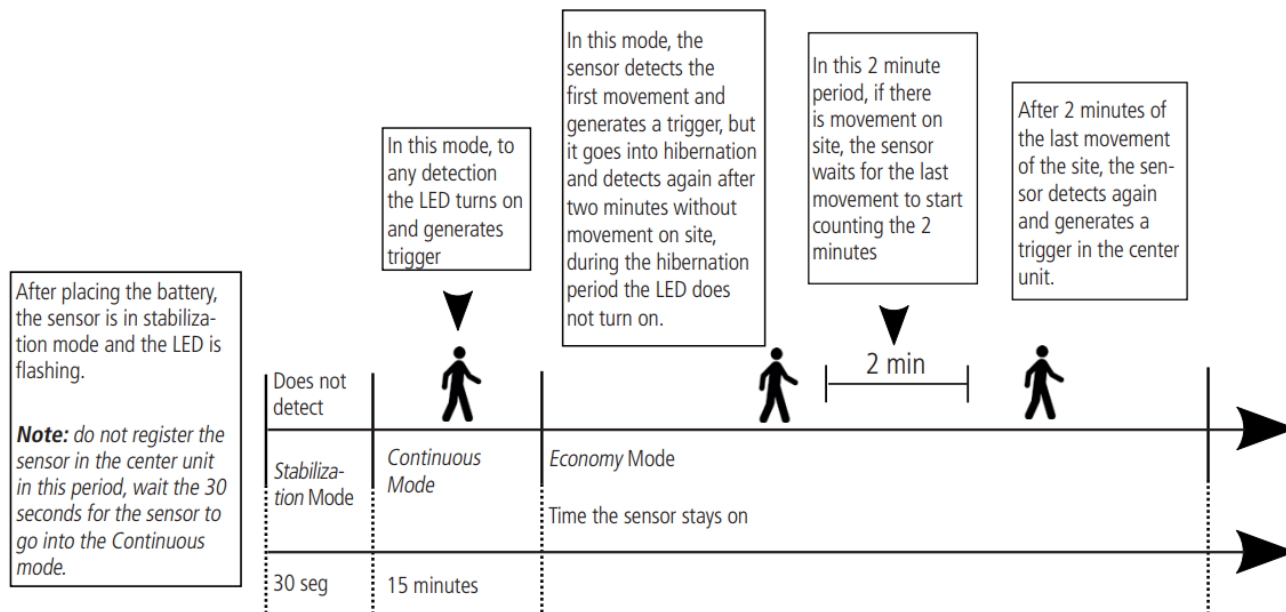 After placing the battery,
the sensor is in stabiliza-
tion mode and the LED is
flashing.
Note: do not register the
sensor in the center unit
in this period, wait the 30
seconds for the sensor to
go into the Continuous
mode.
In this mode, to
any detection
the LED turns on
and generates
trigger
In this mode, the
sensor detects the
first movement and
generates a trigger, but
it goes into hibernation
and detects again after
two minutes without
movement on site,
during the hibernation
period the LED does
not turn on.
In this 2 minute
period, if there
is movement on
site, the sensor
waits for the last
movement to start
counting the 2
minutes
After 2 minutes of
the last movement
of the site, the sen-
sor detects again
and generates a
trigger in the center
unit.
2 min
Does not
detect
Stabiliza-
tion Mode
Continuous
Mode
Economy Mode
Time the sensor stays on
30 seg
15 minutes